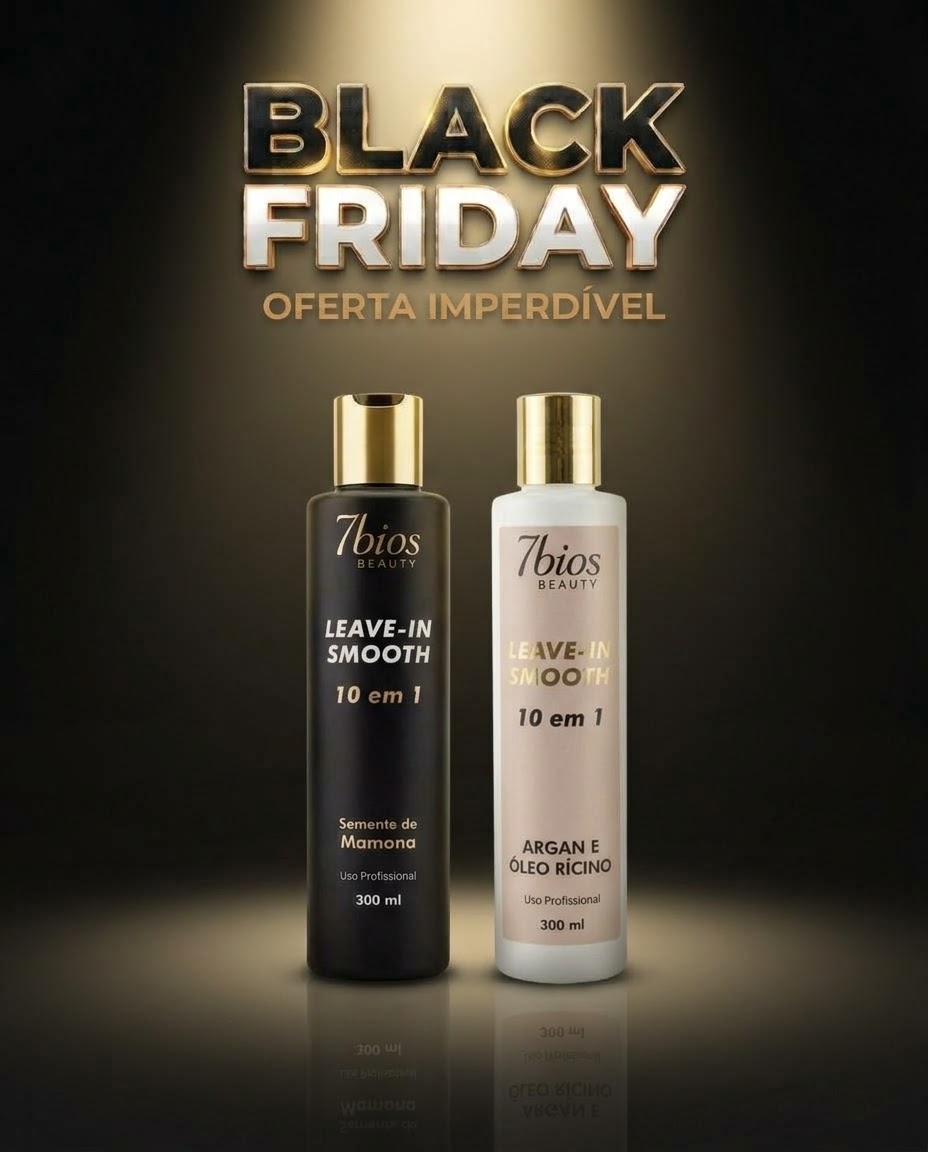 BLACK
FRIDAY
OFERTA IMPERDÍVEL
7bios
BEAUTY
LEAVE-IN
SMOOTH
10 em 1
Semente de
Mamona
Uso Profissional
300 ml
7bios
BEAUTY
LEAVE-IN
SMOOTH
10 em 1
ARGAN E
ÓLEO RÍCINO
Uso Profissional
300 ml